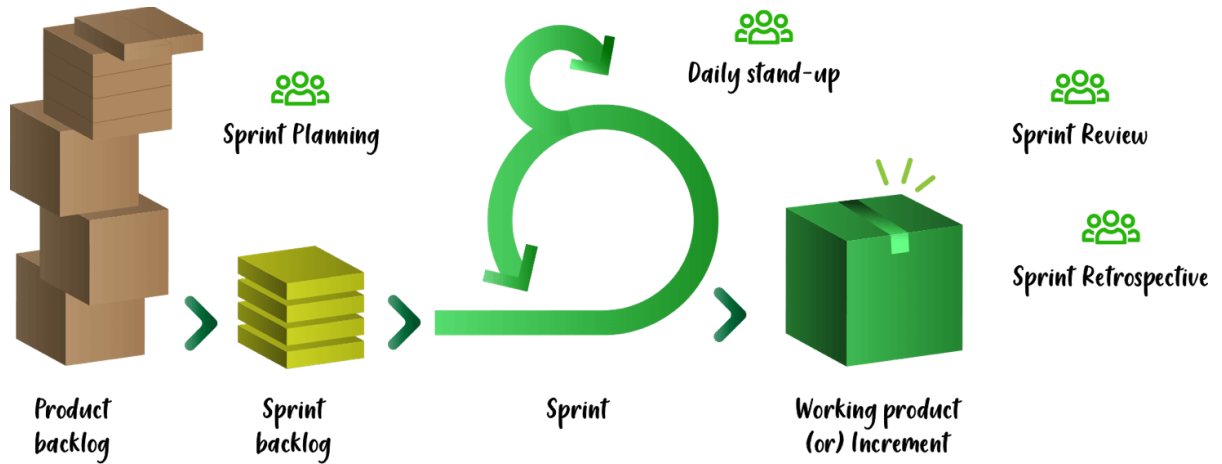 Daily stand-up
Sprint Planning
Sprint Review
Sprint Retrospective
Product
backlog
Sprint
backlog
Sprint
Working product
(or) Increment